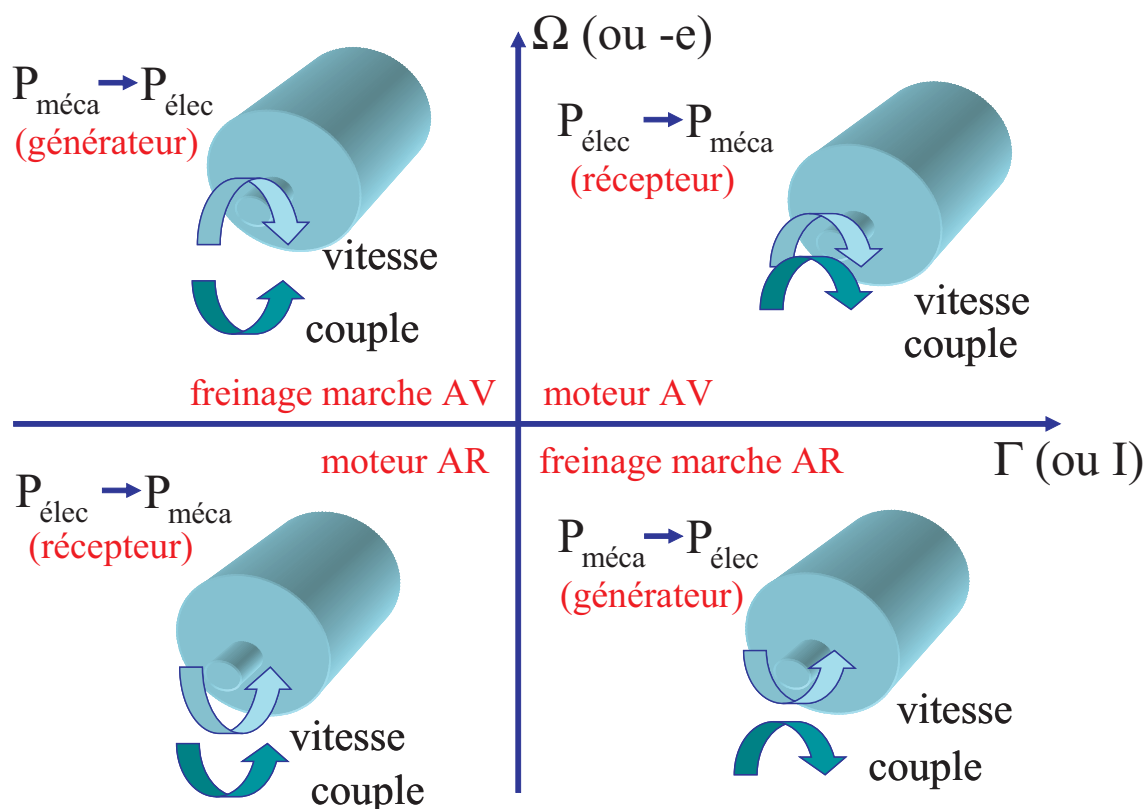 Ω (ou -e)
Pméca → Pélec
(générateur)
vitesse
couple
freinage marche AV
Pélec → Pméca
(récepteur)
vitesse
couple
moteur AV
Γ (ou I)
moteur AR
Pélec → Pméca
(récepteur)
vitesse
couple
freinage marche AR
Pméca → Pélec
(générateur)
vitesse
couple